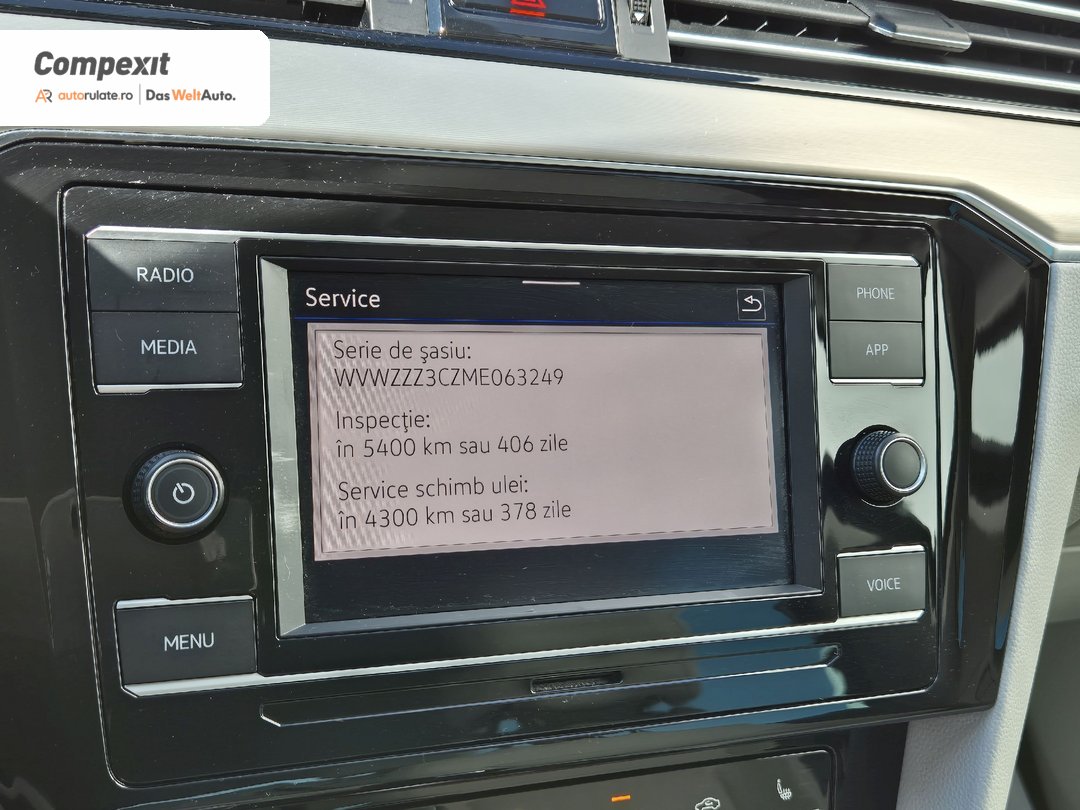 Compexit
autorulate.ro | Das WeltAuto.
RADIO
MEDIA
MENU
Service
Serie de şasiu:
WVWZZZ3CZME063249
Inspecţie:
în 5400 km sau 406 zile
Service schimb ulei:
în 4300 km sau 378 zile
PHONE
APP
VOICE